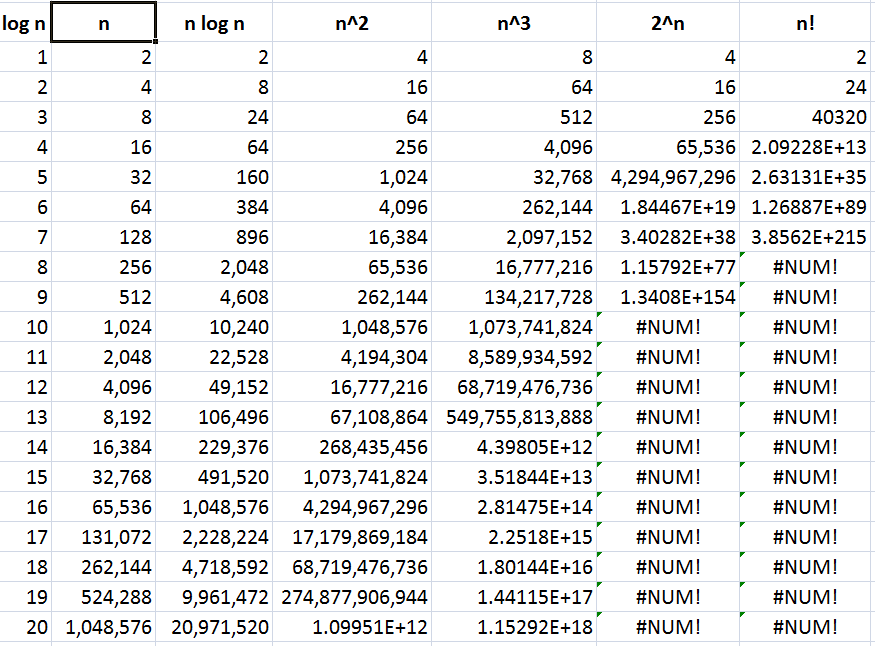 log n n n log n n^2 n^3 2^n n!
1 2 2 4 8 4 2
2 4 8 16 64 16 24
3 8 24 64 512 256 40320
4 16 64 256 4,096 65,536 2.09228E+13
5 32 160 1,024 32,768 4,294,967,296 2.63131E+35
6 64 384 4,096 262,144 1.84467E+19 1.26887E+89
7 128 896 16,384 2,097,152 3.40282E+38 3.8562E+215
8 256 2,048 65,536 16,777,216 1.15792E+77 #NUM!
9 512 4,608 262,144 134,217,728 1.3408E+154 #NUM!
10 1,024 10,240 1,048,576 1,073,741,824 #NUM! #NUM!
11 2,048 22,528 4,194,304 8,589,934,592 #NUM! #NUM!
12 4,096 49,152 16,777,216 68,719,476,736 #NUM! #NUM!
13 8,192 106,496 67,108,864 549,755,813,888 #NUM! #NUM!
14 16,384 229,376 268,435,456 4.39805E+12 #NUM! #NUM!
15 32,768 491,520 1,073,741,824 3.51844E+13 #NUM! #NUM!
16 65,536 1,048,576 4,294,967,296 2.81475E+14 #NUM! #NUM!
17 131,072 2,228,224 17,179,869,184 2.2518E+15 #NUM! #NUM!
18 262,144 4,718,592 68,719,476,736 1.80144E+16 #NUM! #NUM!
19 524,288 9,961,472 274,877,906,944 1.44115E+17 #NUM! #NUM!
20 1,048,576 20,971,520 1.09951E+12 1.15292E+18 #NUM! #NUM!